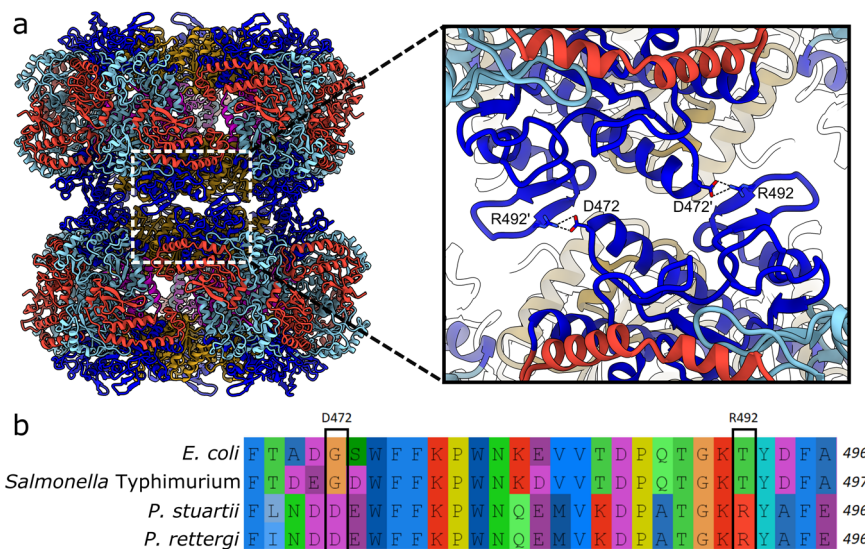 a
R492' D472 D472' R492
b
D472 R492
E. coli F T A D G S W F F K P W N K E V V T D P Q T G K T Y D F A 496
Salmonella Typhimurium F T D E G D W F F K P W N K D V V T D P Q T G K T Y D F A 497
P. stuartii F L N D D E W F F K P W N Q E M V K D P A T G K R Y A F E 496
P. rettergi F I N D D E W F F K P W N Q E M V K D P A T G K R Y A F E 496